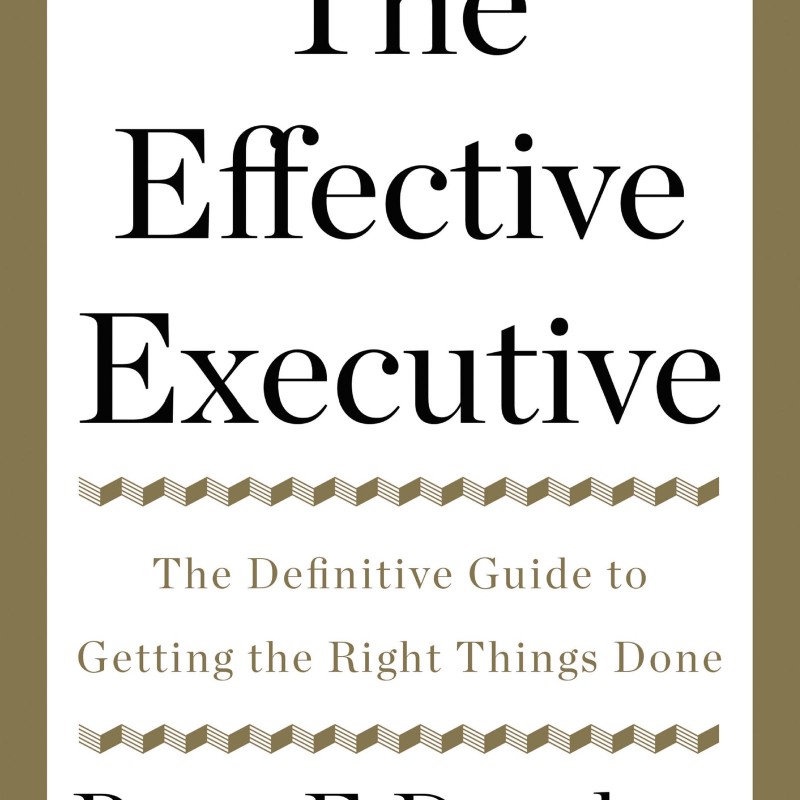 The
Effective
Executive
The Definitive Guide to
Getting the Right Things Done